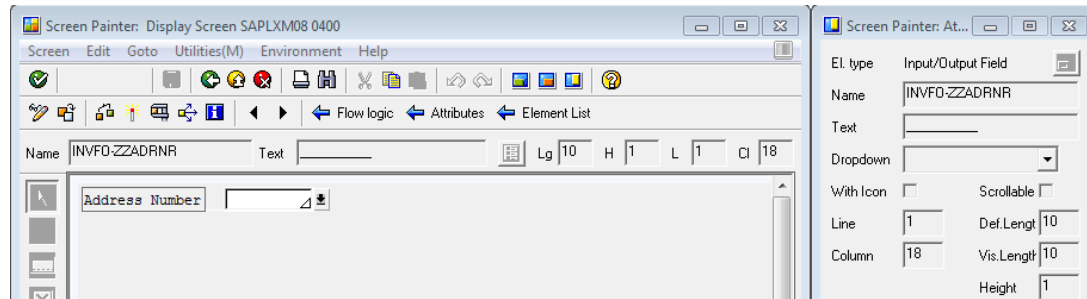 Screen Painter: Display Screen SAPLXM08 0400
Screen Edit Goto Utilities(M) Environment Help
Flow logic Attributes Element List
Name INVFO-ZZADRNR Text __________ Lg 10 H 1 L 1 Cl 18
Address Number
Screen Painter: At...
El. type Input/Output Field
Name INVFO-ZZADRNR
Text __________
Dropdown
With Icon Scrollable
Line 1 Def.Lengt 10
Column 18 Vis.Length 10
Height 1